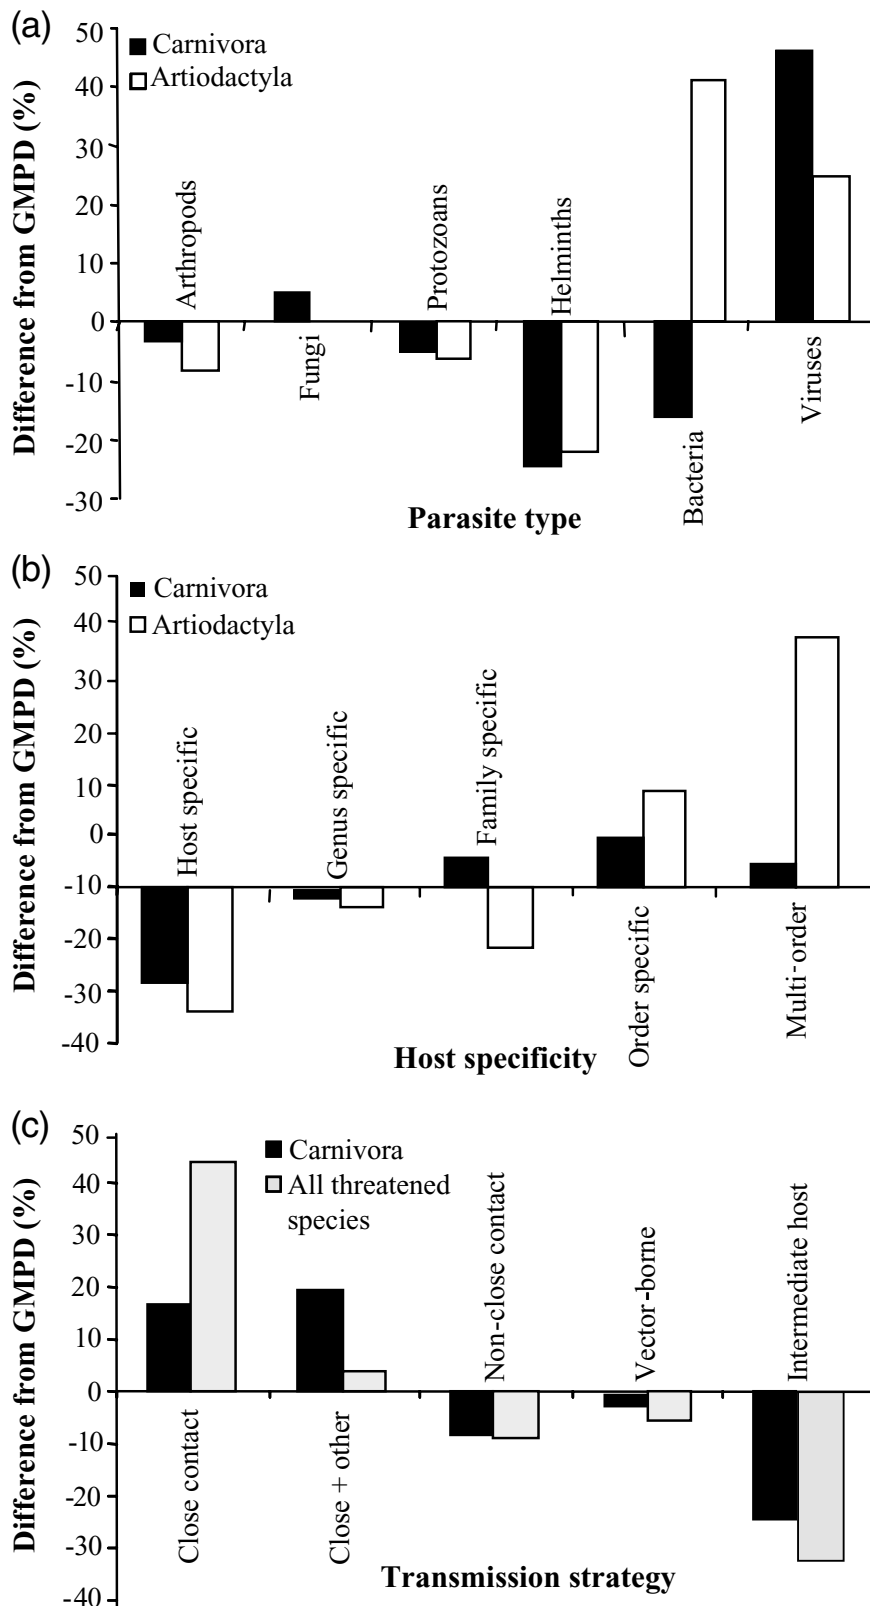 (a)
50
40
30
20
10
0
-10
-20
-30
Difference from GMPD (%)
Carnivora
Artiodactyla
Arthropods
Fungi
Protozoans
Helminths
Bacteria
Viruses
Parasite type
(b)
50
40
30
20
10
0
-10
-20
-30
-40
Difference from GMPD (%)
Carnivora
Artiodactyla
Host specific
Genus specific
Family specific
Order specific
Multi-order
Host specificity
(c)
50
40
30
20
10
0
-10
-20
-30
-40
Difference from GMPD (%)
Carnivora
All threatened
species
Close contact
Close + other
Non-close contact
Vector-borne
Intermediate host
Transmission strategy